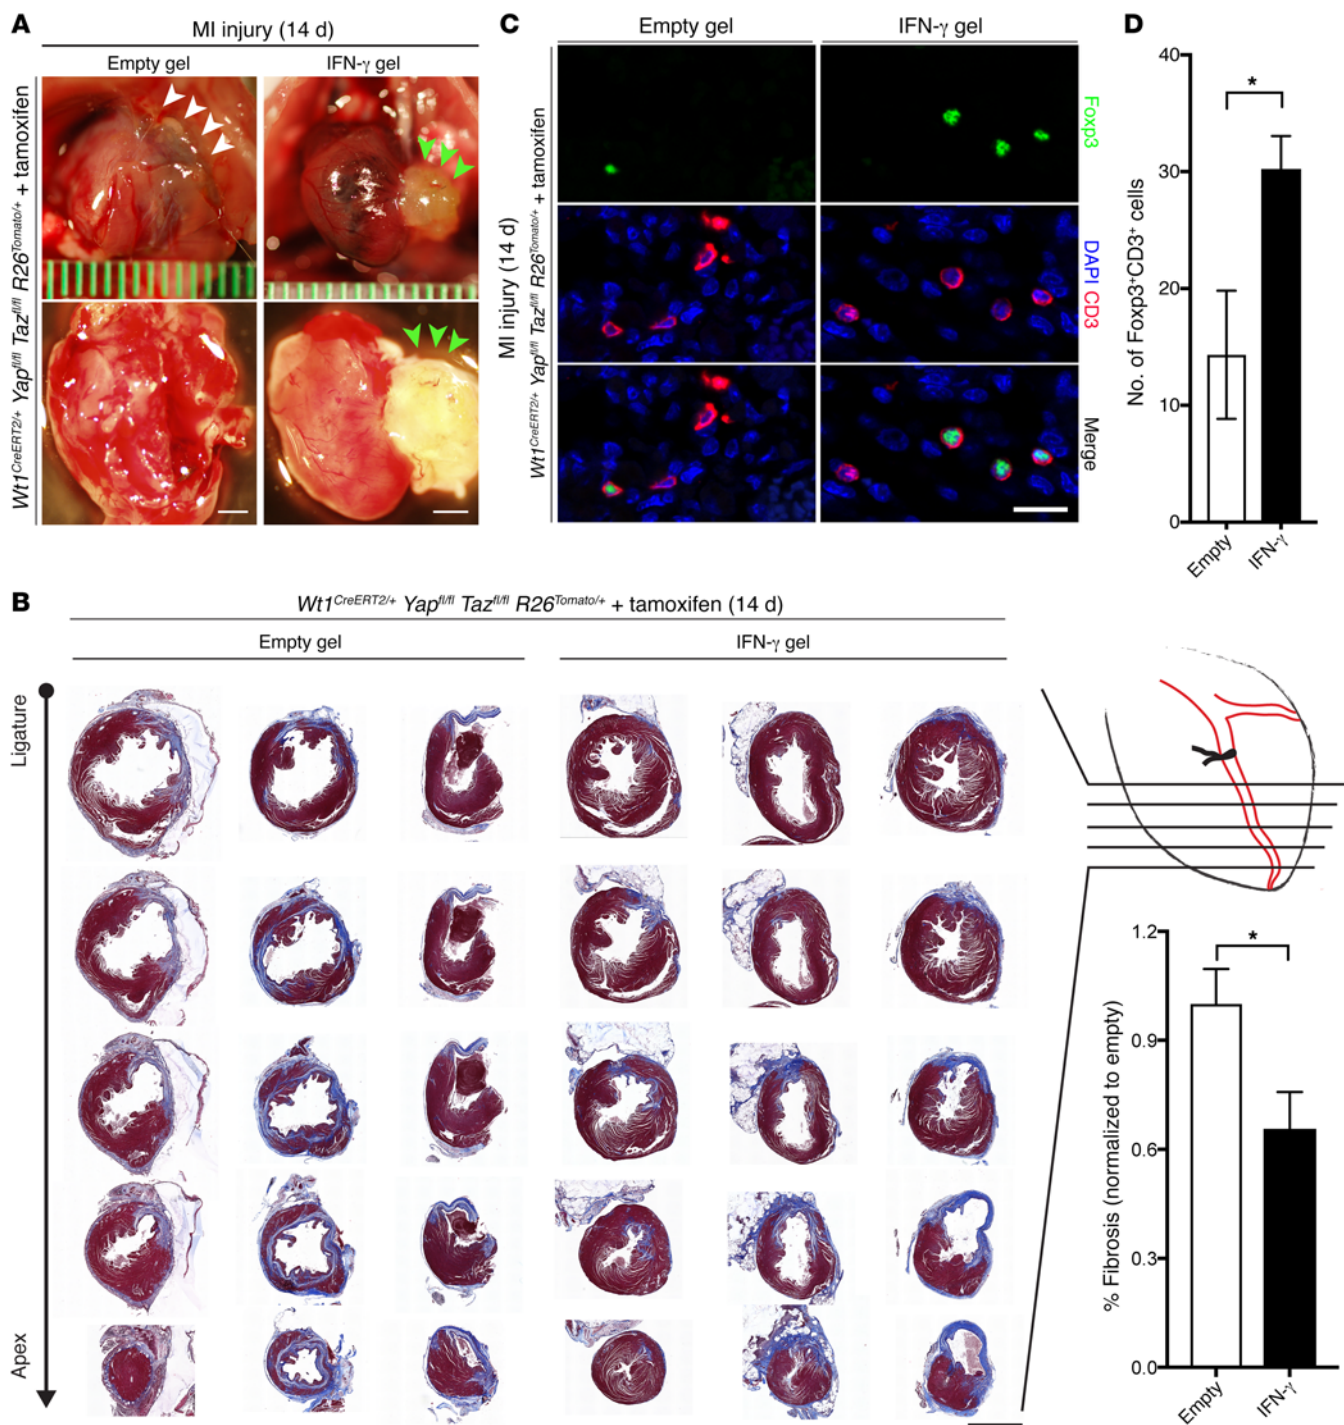 A
MI injury (14 d)
Empty gel
IFN-γ gel
Wt1CreERT2/+ Yapfl/fl Tazfl/fl R26Tomato/+ + tamoxifen
C
Empty gel
IFN-γ gel
MI injury (14 d)
Wt1CreERT2/+ Yapfl/fl Tazfl/fl R26Tomato/+ + tamoxifen
Foxp3
DAPI CD3
Merge
D
No. of Foxp3+CD3+ cells
40
30
20
10
0
*
Empty
IFN-γ
B
Wt1CreERT2/+ Yapfl/fl Tazfl/fl R26Tomato/+ + tamoxifen (14 d)
Empty gel
IFN-γ gel
Ligature
Apex
% Fibrosis (normalized to empty)
1.2
0.9
0.6
0.3
0.0
*
Empty
IFN-γ